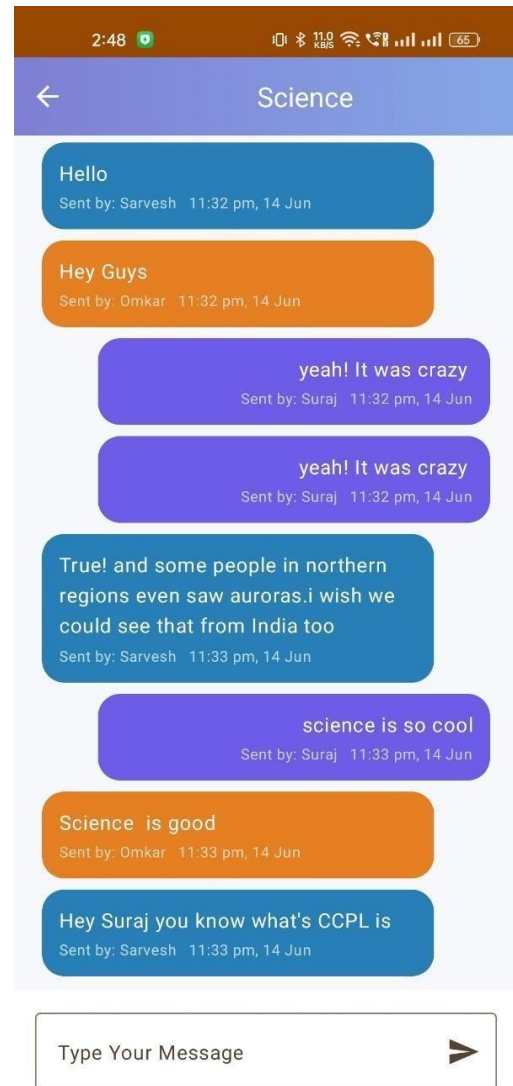 2:48 11.0 KB/S 65
Science
Hello
Sent by: Sarvesh 11:32 pm, 14 Jun
Hey Guys
Sent by: Omkar 11:32 pm, 14 Jun
yeah! It was crazy
Sent by: Suraj 11:32 pm, 14 Jun
yeah! It was crazy
Sent by: Suraj 11:32 pm, 14 Jun
True! and some people in northern
regions even saw auroras.i wish we
could see that from India too
Sent by: Sarvesh 11:33 pm, 14 Jun
science is so cool
Sent by: Suraj 11:33 pm, 14 Jun
Science  is good
Sent by: Omkar 11:33 pm, 14 Jun
Hey Suraj you know what's CCPL is
Sent by: Sarvesh 11:33 pm, 14 Jun
Type Your Message